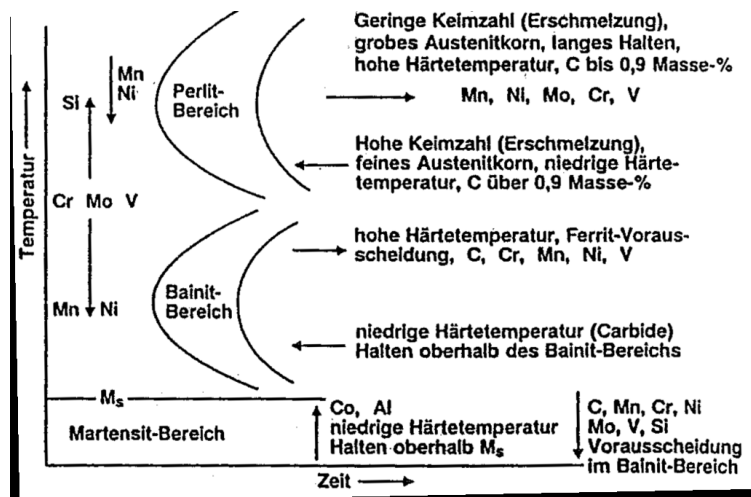 Geringe Keimzahl (Erschmelzung),
grobes Austenitkorn, langes Halten,
hohe Härtetemperatur, C bis 0,9 Masse-%
Mn, Ni, Mo, Cr, V
Mn
Ni
Si
Perlit-
Bereich
Hohe Keimzahl (Erschmelzung),
feines Austenitkorn, niedrige Härte-
temperatur, C über 0,9 Masse-%
Temperatur
Cr Mo V
hohe Härtetemperatur, Ferrit-Voraus-
scheidung, C, Cr, Mn, Ni, V
Bainit-
Bereich
Mn Ni
niedrige Härtetemperatur (Carbide)
Halten oberhalb des Bainit-Bereichs
Ms
Martensit-Bereich
Co, Al
niedrige Härtetemperatur
Halten oberhalb Ms
C, Mn, Cr, Ni
Mo, V, Si
Vorausscheidung
im Bainit-Bereich
Zeit